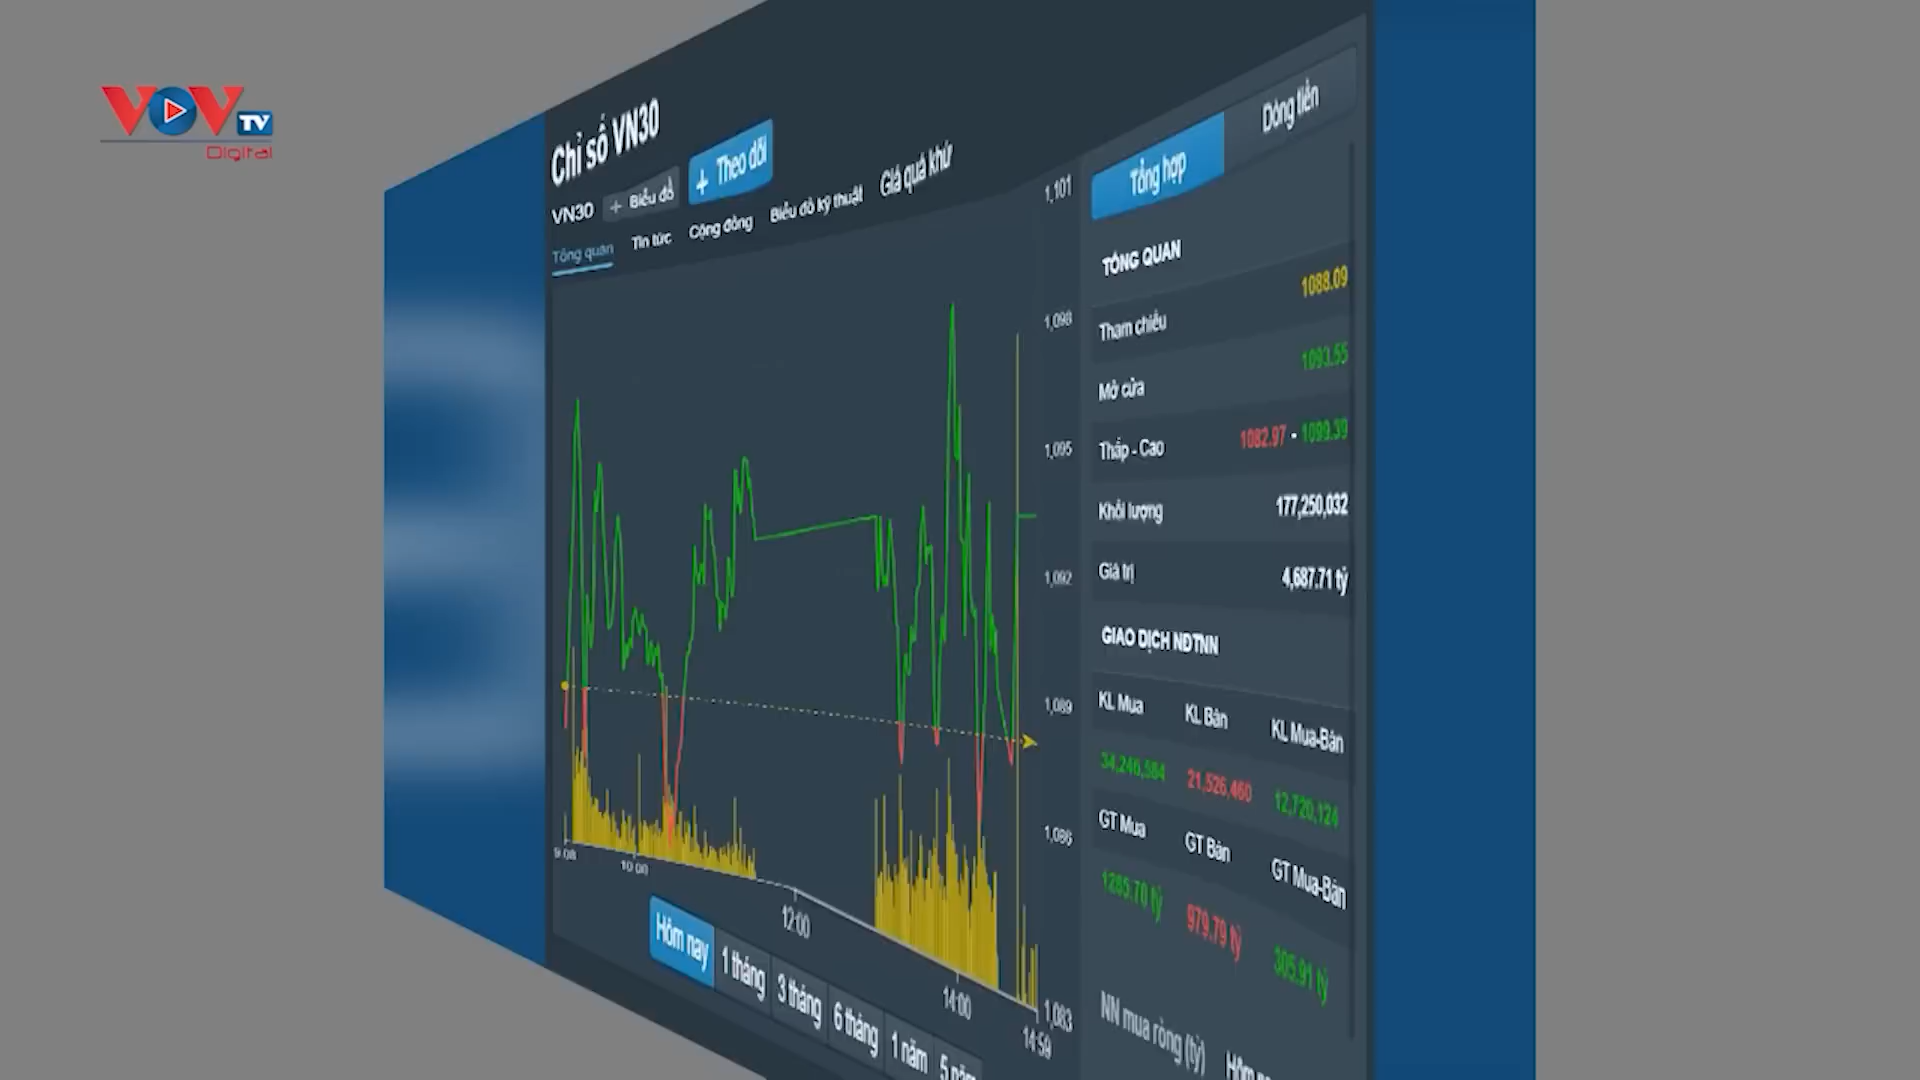 VOV TV
Digital
Chỉ số VN30
VN30 + Biểu đồ + Theo dõi
Tổng quan Tin tức Cộng đồng Biểu đồ kỹ thuật Giá quá khứ
1,101
1,098
1,095
1,092
1,089
1,086
1,083
9:08 10:00 12:00 14:00 14:59
Hôm nay 1 tháng 3 tháng 6 tháng 1 năm 5 năm
Tổng hợp Dòng tiền
TỔNG QUAN
Tham chiếu 1088.09
Mở cửa 1093.55
Thấp - Cao 1082.97 - 1099.39
Khối lượng 177,250,032
Giá trị 4,687.71 tỷ
GIAO DỊCH NĐTNN
KL Mua KL Bán KL Mua-Bán
34,246,584 21,526,460 12,720,124
GT Mua GT Bán GT Mua-Bán
1285.70 tỷ 979.79 tỷ 305.91 tỷ
NN mua ròng (tỷ)